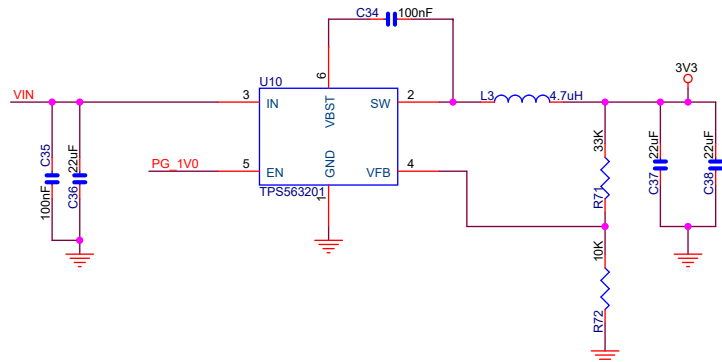 C34 100nF
3V3
U10
VIN
3 IN
6 VBST
SW 2
L3 4.7uH
C35 100nF
C36 22uF
PG_1V0
5 EN
GND 1
VFB 4
TPS563201
33K R71
22uF C37
22uF C38
10K R72